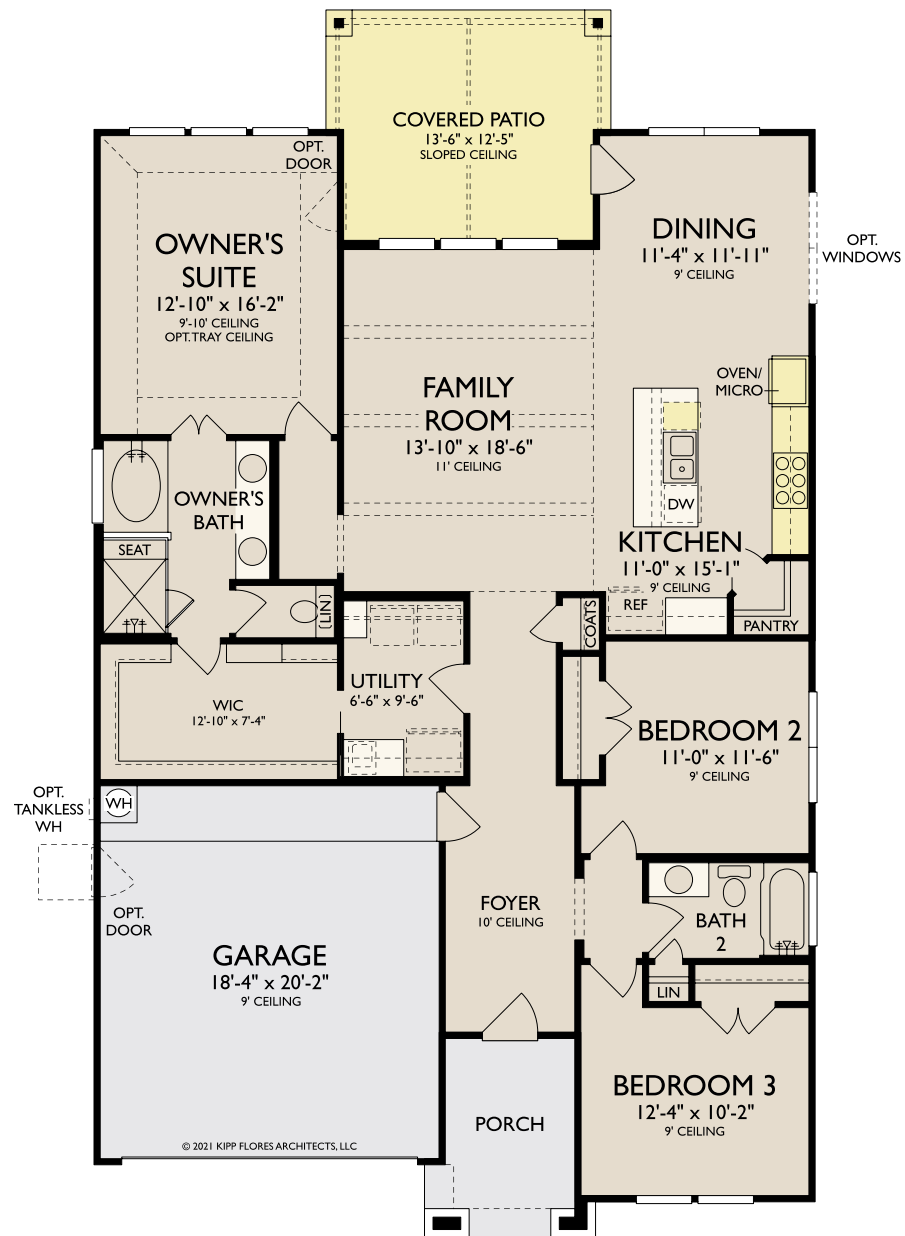 COVERED PATIO
13'-6" x 12'-5"
SLOPED CEILING
OPT.
DOOR
OWNER'S
SUITE
12'-10" x 16'-2"
9'-10' CEILING
OPT. TRAY CEILING
DINING
11'-4" x 11'-11"
9' CEILING
OPT.
WINDOWS
FAMILY
ROOM
13'-10" x 18'-6"
11' CEILING
OVEN/
MICRO
DW
KITCHEN
11'-0" x 15'-1"
9' CEILING
REF
PANTRY
OWNER'S
BATH
SEAT
(LIN)
COATS
UTILITY
6'-6" x 9'-6"
WIC
12'-10" x 7'-4"
BEDROOM 2
11'-0" x 11'-6"
9' CEILING
OPT.
TANKLESS
WH
WH
OPT.
DOOR
FOYER
10' CEILING
BATH
2
LIN
GARAGE
18'-4" x 20'-2"
9' CEILING
BEDROOM 3
12'-4" x 10'-2"
9' CEILING
PORCH
© 2021 KIPP FLORES ARCHITECTS, LLC